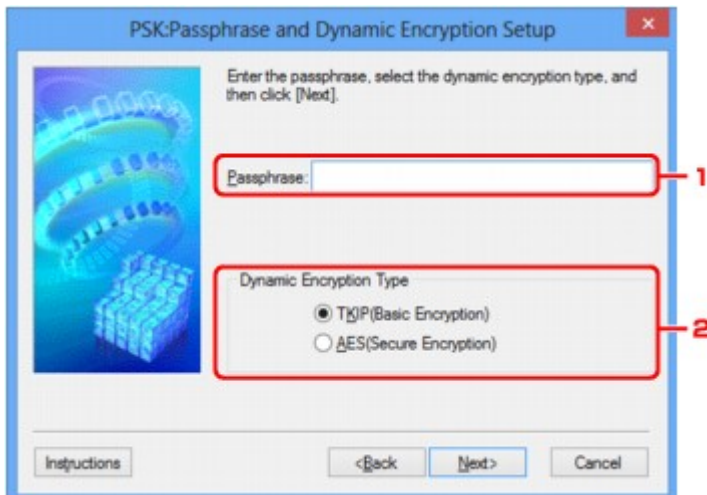 PSK:Passphrase and Dynamic Encryption Setup
Enter the passphrase, select the dynamic encryption type, and
then click [Next].
Passphrase:
1
Dynamic Encryption Type
TKIP(Basic Encryption)
AES(Secure Encryption)
2
Instructions
<Back
Next>
Cancel